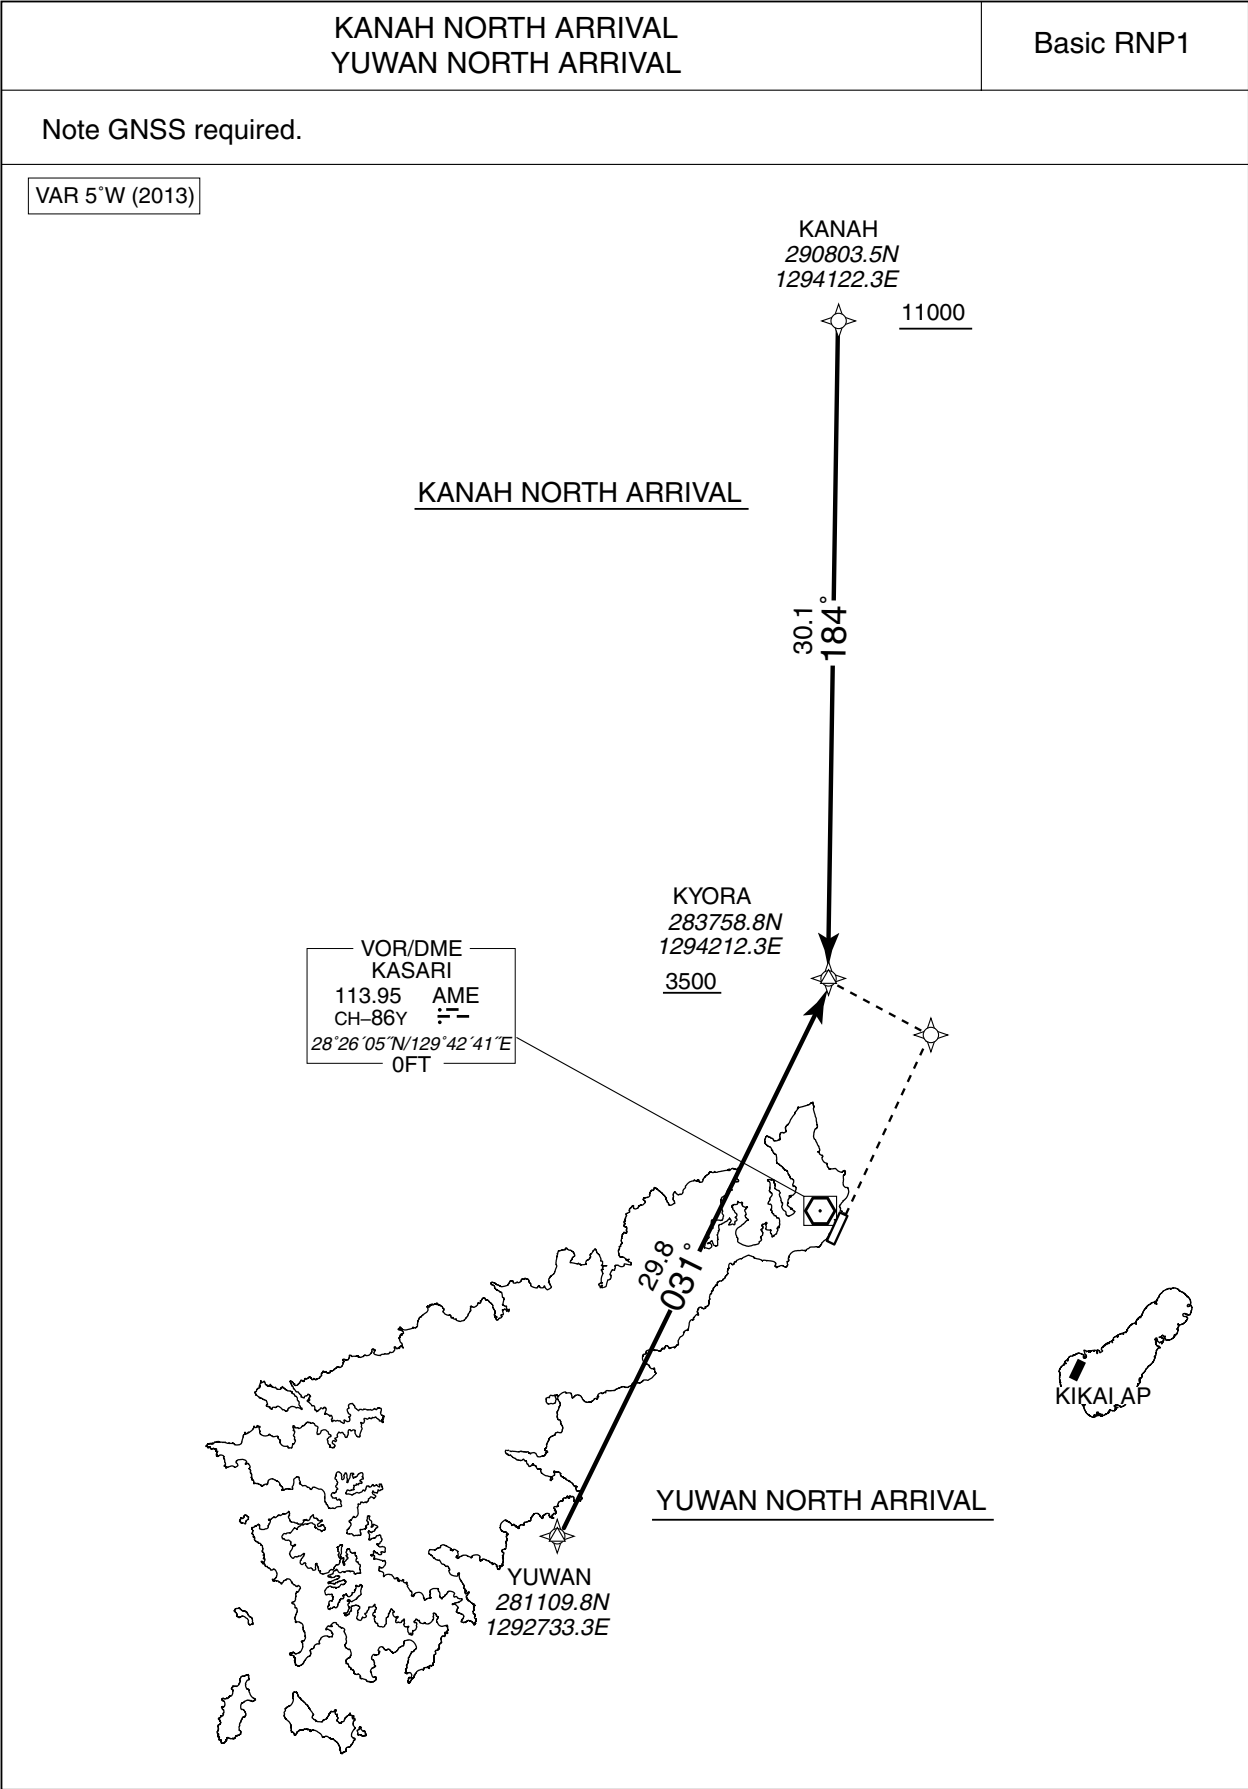 KANAH NORTH ARRIVAL
YUWAN NORTH ARRIVAL
Basic RNP1
Note GNSS required.
VAR 5˚W (2013)
KANAH
290803.5N
1294122.3E
11000
KANAH NORTH ARRIVAL
30.1
184°
KYORA
283758.8N
1294212.3E
3500
VOR/DME
KASARI
113.95 AME
CH–86Y
28˚26´05˝N/129˚42´41˝E
0FT
29.8
031°
KIKAI AP
YUWAN NORTH ARRIVAL
YUWAN
281109.8N
1292733.3E